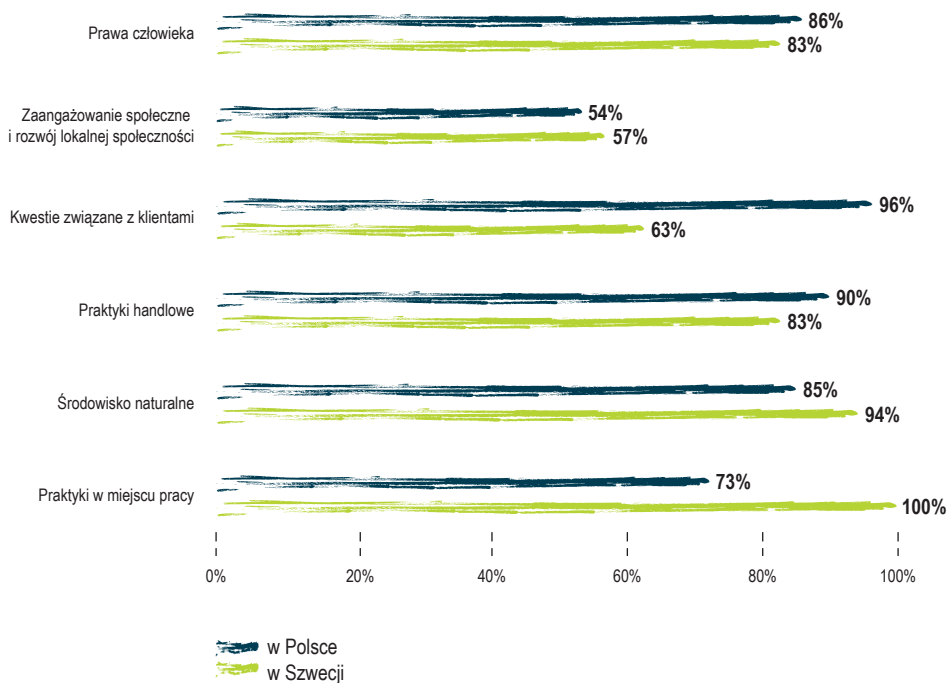 Prawa człowieka
86%
83%
Zaangażowanie społeczne
i rozwój lokalnej społeczności
54%
57%
Kwestie związane z klientami
96%
63%
Praktyki handlowe
90%
83%
Środowisko naturalne
85%
94%
Praktyki w miejscu pracy
73%
100%
0% 20% 40% 60% 80% 100%
w Polsce
w Szwecji